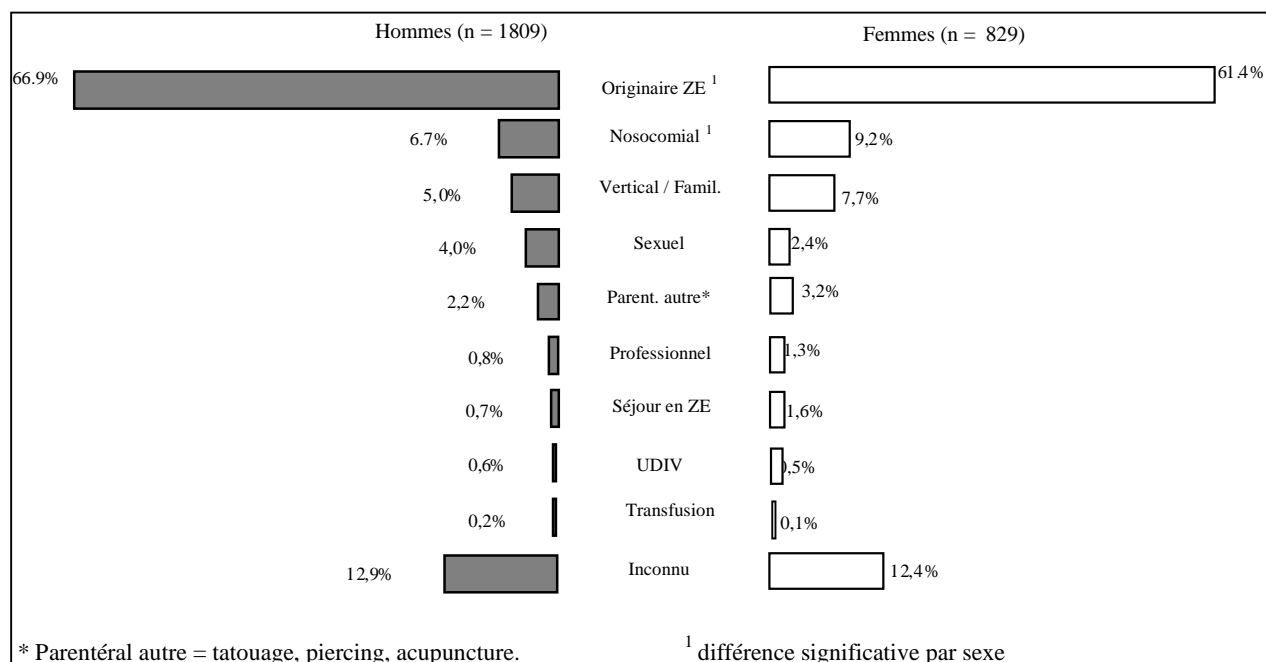 Hommes (n = 1809) Femmes (n = 829)
66.9% Originaire ZE 1 61.4%
6.7% Nosocomial 1 9,2%
5,0% Vertical / Famil. 7,7%
4,0% Sexuel 2,4%
2,2% Parent. autre* 3,2%
0,8% Professionnel 1,3%
0,7% Séjour en ZE 1,6%
0,6% UDIV 0,5%
0,2% Transfusion 0,1%
12,9% Inconnu 12,4%
* Parentéral autre = tatouage, piercing, acupuncture. 1 différence significative par sexe